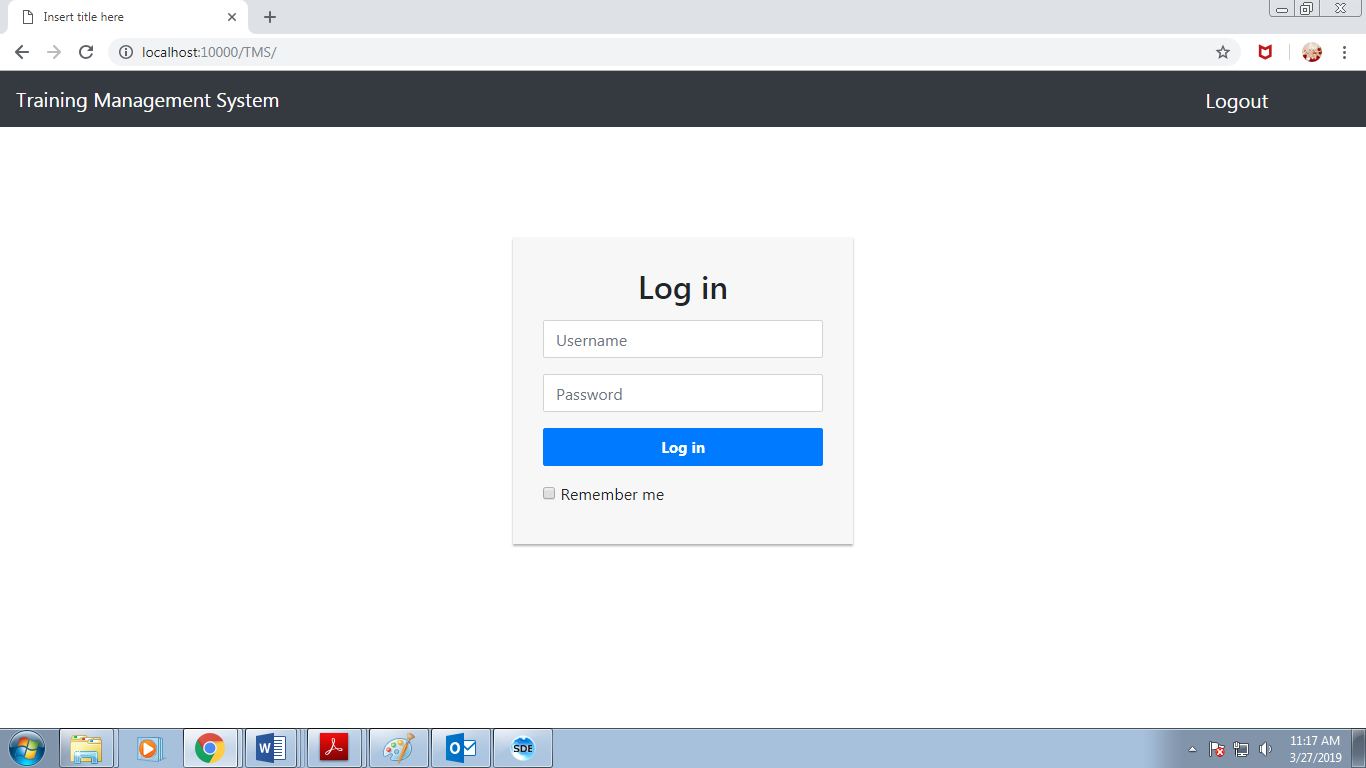 Insert title here
localhost:10000/TMS/
Training Management System
Logout
Log in
Username
Password
Log in
Remember me
SDE
11:17 AM
3/27/2019